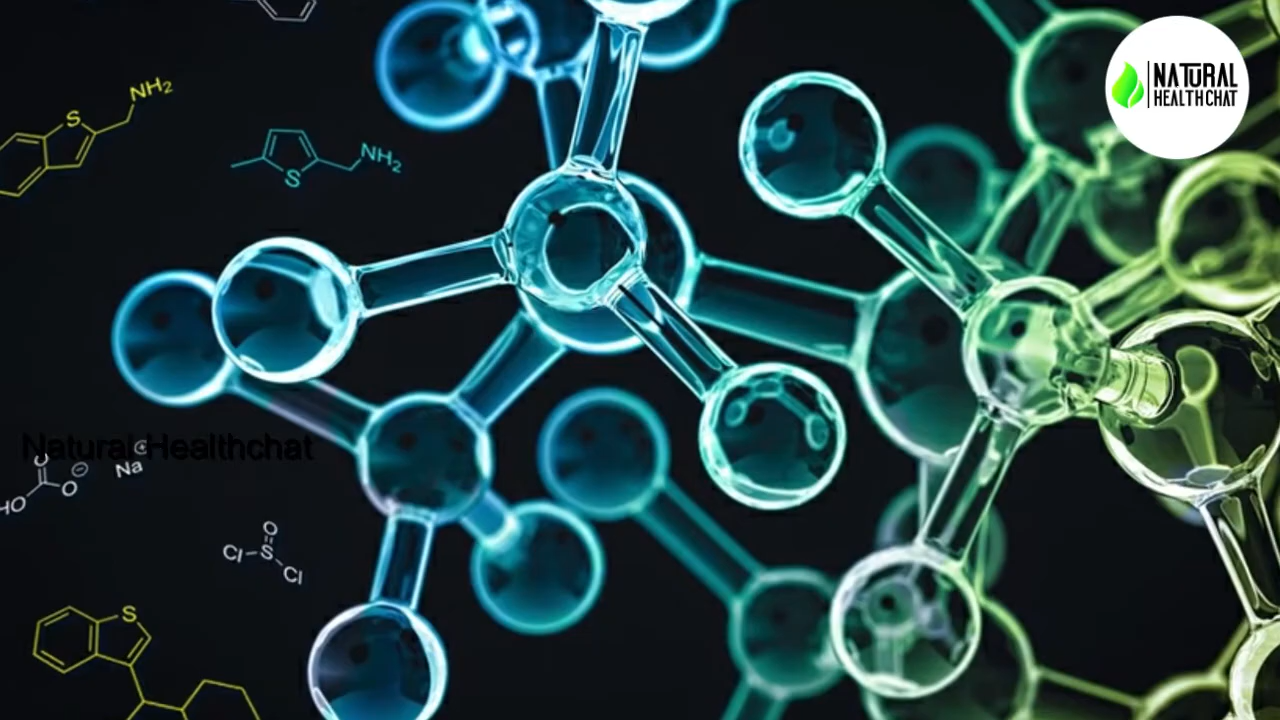 NATURAL
HEALTHCHAT
NH₂
S
NH₂
S
Natural Healthchat
O
HO
O⊖
Na⊕
O
Cl–S
Cl
S